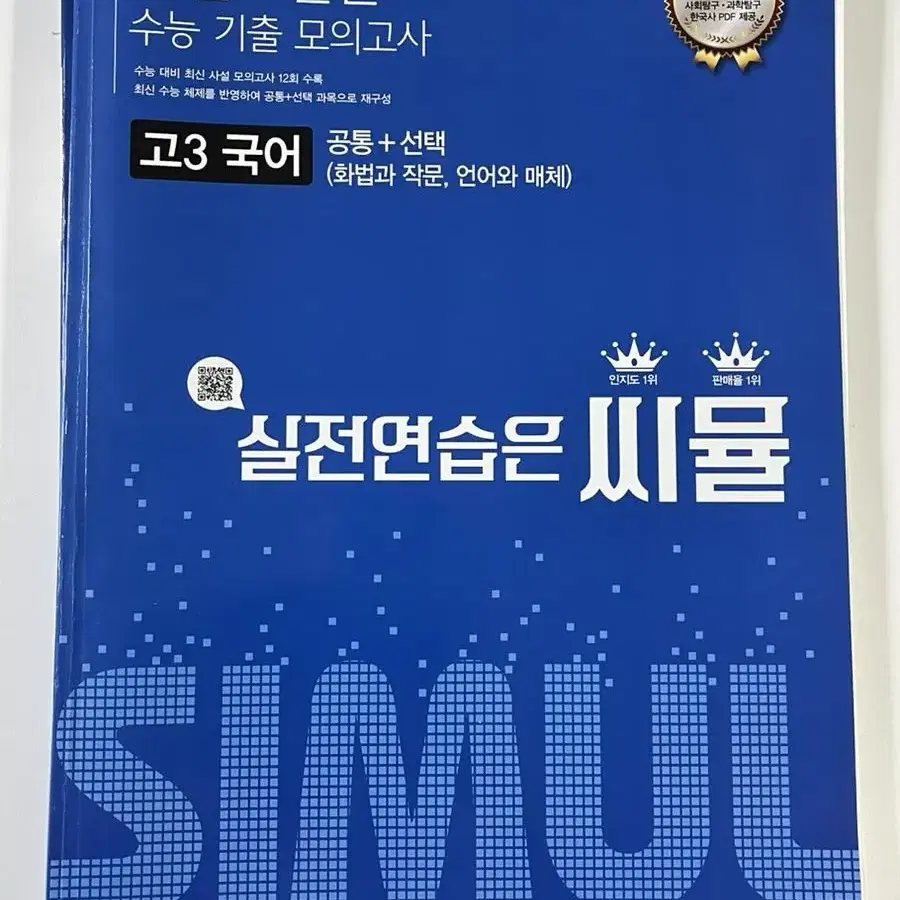 수능 기출 모의고사
사회탐구·과학탐구
한국사 PDF 제공
수능 대비 최신 사설 모의고사 12회 수록
최신 수능 체제를 반영하여 공통+선택 과목으로 재구성
고3 국어
공통+선택
(화법과 작문, 언어와 매체)
인지도 1위
판매율 1위
실전연습은 씨뮬
SIMUL